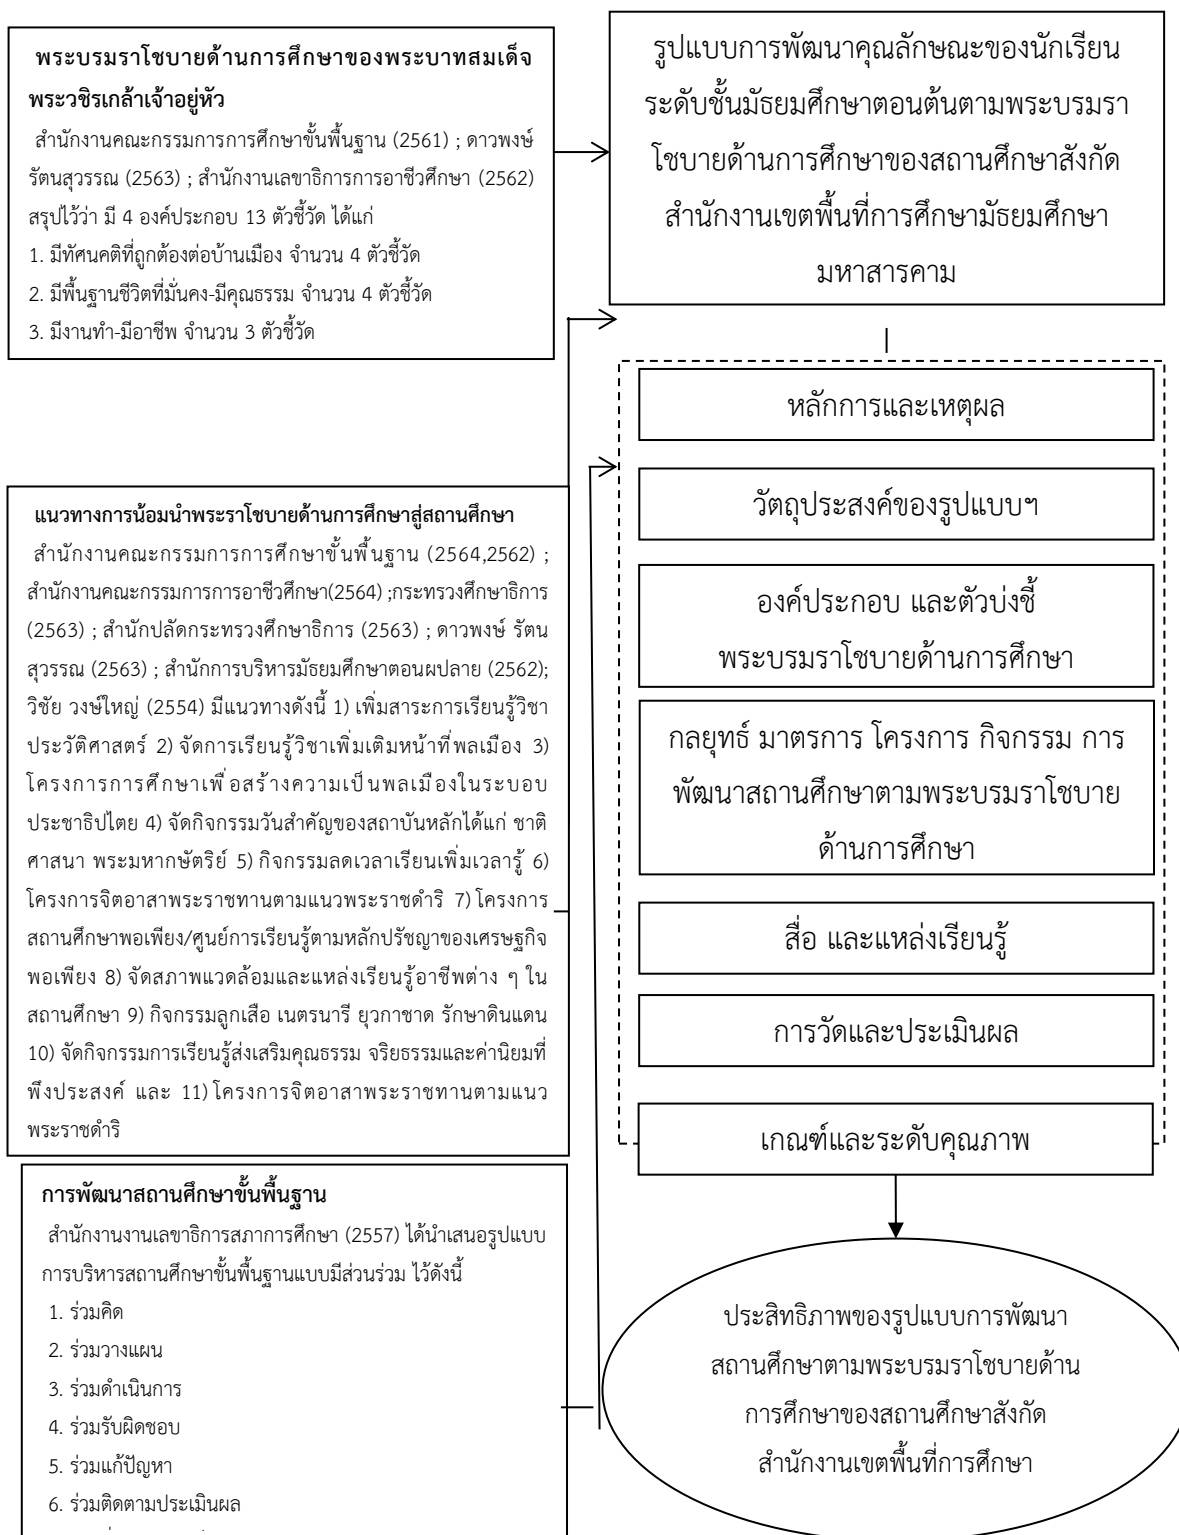 พระบรมราโชบายด้านการศึกษาของพระบาทสมเด็จ
พระวชิรเกล้าเจ้าอยู่หัว
สำนักงานคณะกรรมการการศึกษาขั้นพื้นฐาน (2561) ; ดาวพงษ์
รัตนสุวรรณ (2563) ; สำนักงานเลขาธิการการอาชีวศึกษา (2562)
สรุปไว้ว่า มี 4 องค์ประกอบ 13 ตัวชี้วัด ได้แก่
1. มีทัศนคติที่ถูกต้องต่อบ้านเมือง จำนวน 4 ตัวชี้วัด
2. มีพื้นฐานชีวิตที่มั่นคง-มีคุณธรรม จำนวน 4 ตัวชี้วัด
3. มีงานทำ-มีอาชีพ จำนวน 3 ตัวชี้วัด
แนวทางการน้อมนำพระราโชบายด้านการศึกษาสู่สถานศึกษา
สำนักงานคณะกรรมการการศึกษาขั้นพื้นฐาน (2564,2562) ;
สำนักงานคณะกรรมการการอาชีวศึกษา(2564) ;กระทรวงศึกษาธิการ
(2563) ; สำนักปลัดกระทรวงศึกษาธิการ (2563) ; ดาวพงษ์ รัตน
สุวรรณ (2563) ; สำนักการบริหารมัธยมศึกษาตอนผปลาย (2562);
วิชัย วงษ์ใหญ่ (2554) มีแนวทางดังนี้ 1) เพิ่มสาระการเรียนรู้วิชา
ประวัติศาสตร์ 2) จัดการเรียนรู้วิชาเพิ่มเติมหน้าที่พลเมือง 3)
โครงการการศึกษาเพื่อสร้างความเป็นพลเมืองในระบอบ
ประชาธิปไตย 4) จัดกิจกรรมวันสำคัญของสถาบันหลักได้แก่ ชาติ
ศาสนา พระมหากษัตริย์ 5) กิจกรรมลดเวลาเรียนเพิ่มเวลารู้ 6)
โครงการจิตอาสาพระราชทานตามแนวพระราชดำริ 7) โครงการ
สถานศึกษาพอเพียง/ศูนย์การเรียนรู้ตามหลักปรัชญาของเศรษฐกิจ
พอเพียง 8) จัดสภาพแวดล้อมและแหล่งเรียนรู้อาชีพต่าง ๆ ใน
สถานศึกษา 9) กิจกรรมลูกเสือ เนตรนารี ยุวกาชาด รักษาดินแดน
10) จัดกิจกรรมการเรียนรู้ส่งเสริมคุณธรรม จริยธรรมและค่านิยมที่
พึงประสงค์ และ 11) โครงการจิตอาสาพระราชทานตามแนว
พระราชดำริ
การพัฒนาสถานศึกษาขั้นพื้นฐาน
สำนักงานงานเลขาธิการสภาการศึกษา (2557) ได้นำเสนอรูปแบบ
การบริหารสถานศึกษาขั้นพื้นฐานแบบมีส่วนร่วม ไว้ดังนี้
1. ร่วมคิด
2. ร่วมวางแผน
3. ร่วมดำเนินการ
4. ร่วมรับผิดชอบ
5. ร่วมแก้ปัญหา
6. ร่วมติดตามประเมินผล
รูปแบบการพัฒนาคุณลักษณะของนักเรียน
ระดับชั้นมัธยมศึกษาตอนต้นตามพระบรมรา
โชบายด้านการศึกษาของสถานศึกษาสังกัด
สำนักงานเขตพื้นที่การศึกษามัธยมศึกษา
มหาสารคาม
หลักการและเหตุผล
วัตถุประสงค์ของรูปแบบฯ
องค์ประกอบ และตัวบ่งชี้
พระบรมราโชบายด้านการศึกษา
กลยุทธ์ มาตรการ โครงการ กิจกรรม การ
พัฒนาสถานศึกษาตามพระบรมราโชบาย
ด้านการศึกษา
สื่อ และแหล่งเรียนรู้
การวัดและประเมินผล
เกณฑ์และระดับคุณภาพ
ประสิทธิภาพของรูปแบบการพัฒนา
สถานศึกษาตามพระบรมราโชบายด้าน
การศึกษาของสถานศึกษาสังกัด
สำนักงานเขตพื้นที่การศึกษา